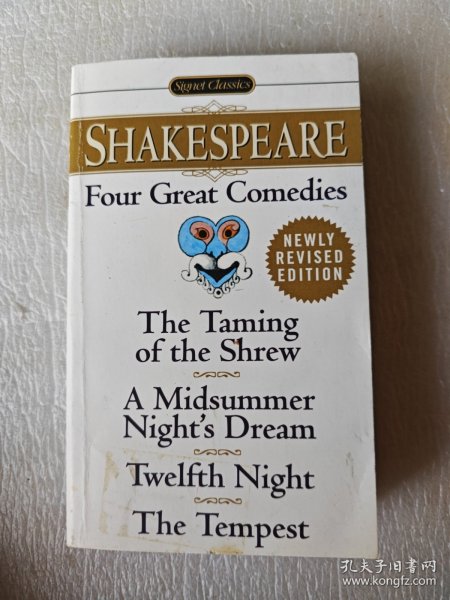 Signet Classics
SHAKESPEARE
Four Great Comedies
NEWLY
REVISED
EDITION
The Taming
of the Shrew
A Midsummer
Night's Dream
Twelfth Night
The Tempest
孔夫子旧书网
www.kongfz.com